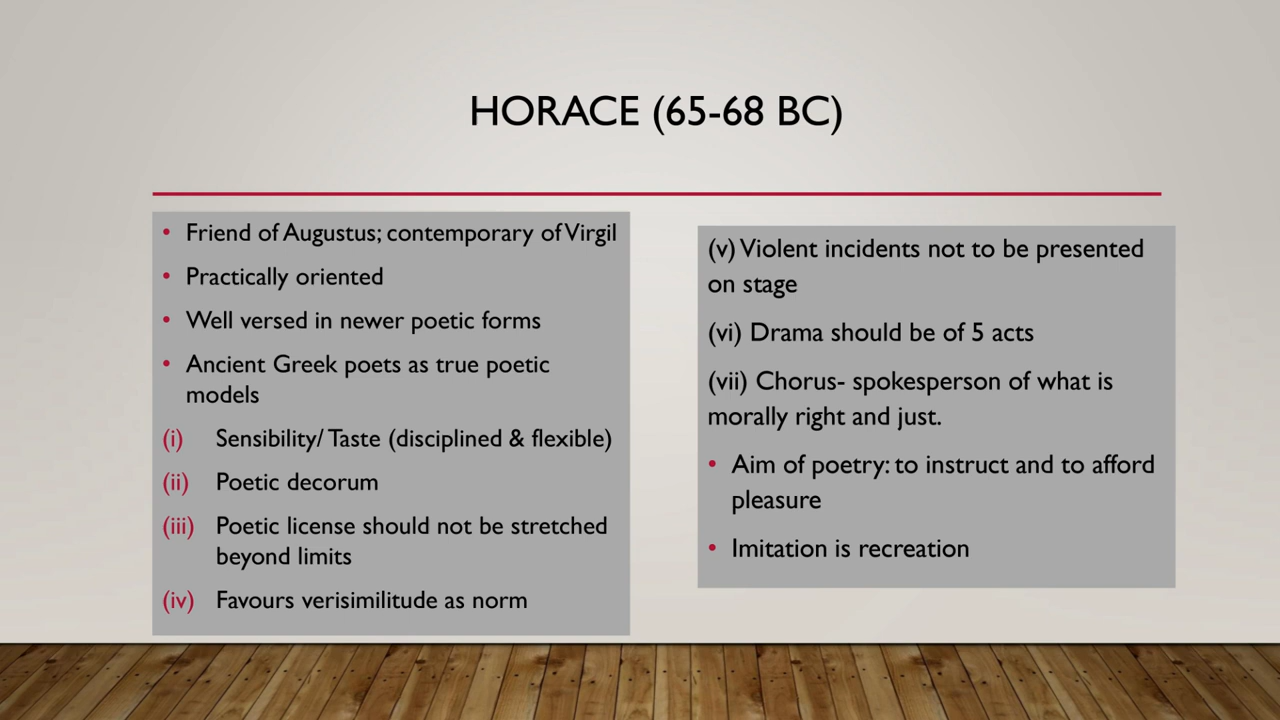 HORACE (65-68 BC)
• Friend of Augustus; contemporary of Virgil
• Practically oriented
• Well versed in newer poetic forms
• Ancient Greek poets as true poetic
models
(i) Sensibility/ Taste (disciplined & flexible)
(ii) Poetic decorum
(iii) Poetic license should not be stretched
beyond limits
(iv) Favours verisimilitude as norm
(v) Violent incidents not to be presented
on stage
(vi) Drama should be of 5 acts
(vii) Chorus- spokesperson of what is
morally right and just.
• Aim of poetry: to instruct and to afford
pleasure
• Imitation is recreation